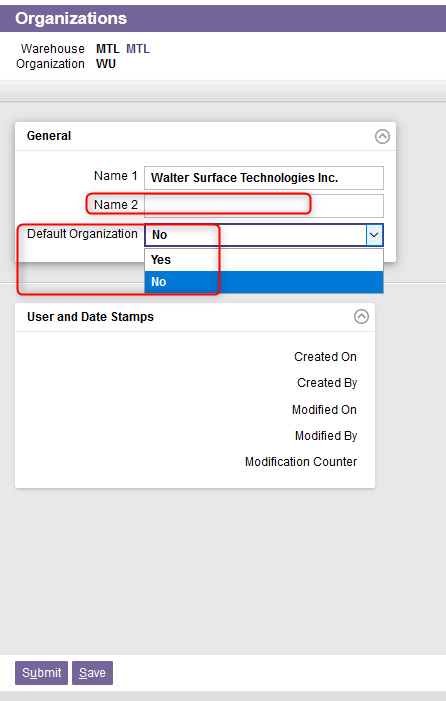 Organizations
Warehouse MTL MTL
Organization WU
General
Name 1 Walter Surface Technologies Inc.
Name 2
Default Organization No
Yes
No
User and Date Stamps
Created On
Created By
Modified On
Modified By
Modification Counter
Submit Save